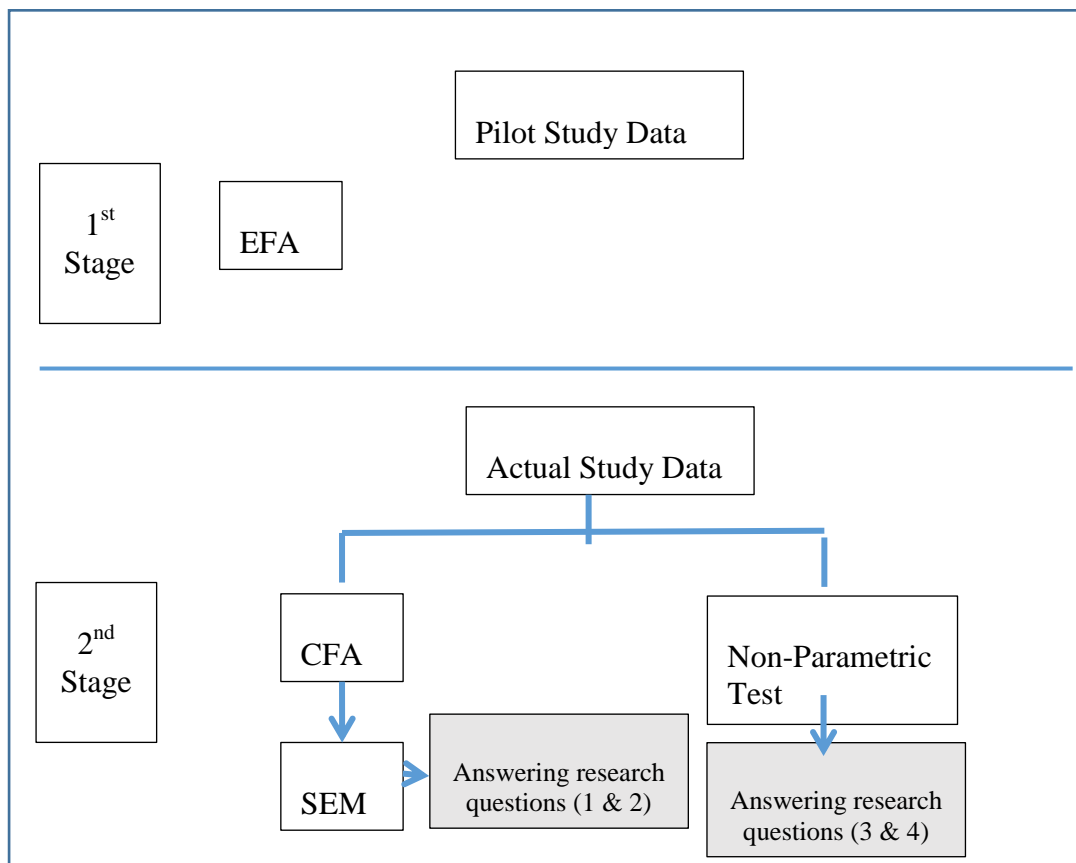 Pilot Study Data
1st
Stage
EFA
Actual Study Data
2nd
Stage
CFA
Non-Parametric
Test
SEM
Answering research
questions (1 & 2)
Answering research
questions (3 & 4)